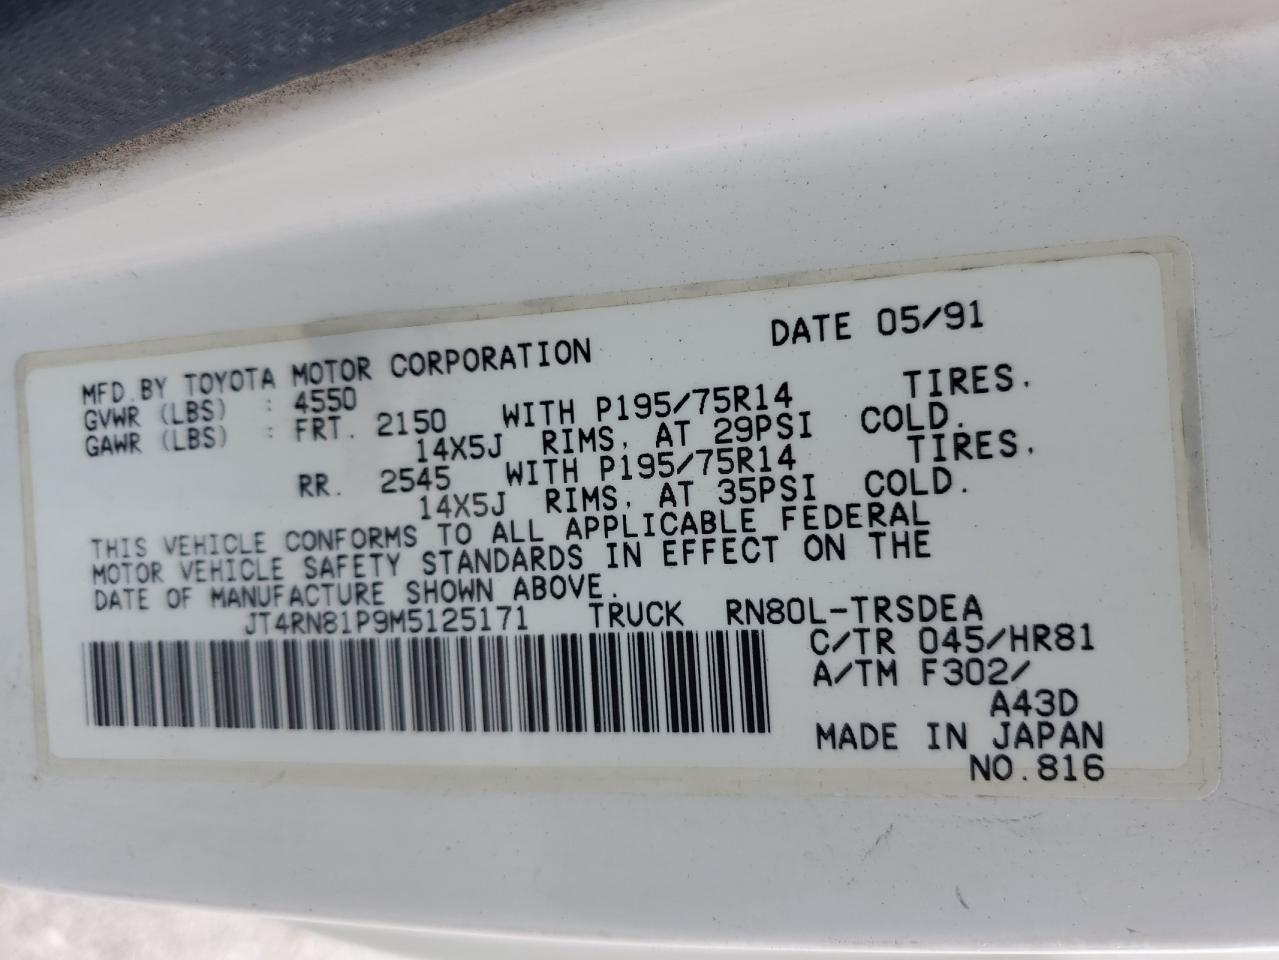 MFD.BY TOYOTA MOTOR CORPORATION DATE 05/91
GVWR (LBS) : 4550
GAWR (LBS) : FRT. 2150 WITH P195/75R14 TIRES.
14X5J RIMS, AT 29PSI COLD.
RR. 2545 WITH P195/75R14 TIRES,
14X5J RIMS, AT 35PSI COLD.
THIS VEHICLE CONFORMS TO ALL APPLICABLE FEDERAL
MOTOR VEHICLE SAFETY STANDARDS IN EFFECT ON THE
DATE OF MANUFACTURE SHOWN ABOVE.
JT4RN81P9M5125171 TRUCK RN80L-TRSDEA
C/TR 045/HR81
A/TM F302/
A43D
MADE IN JAPAN
NO.816